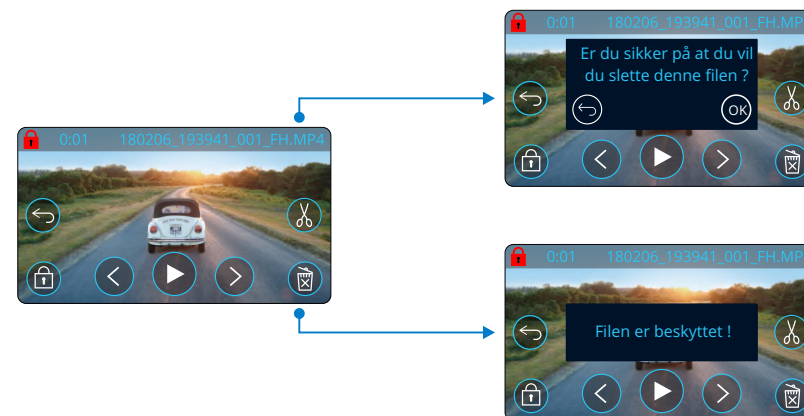 0:01 180206_193941_001_FH.MP4
0:01 180206_193941_001_FH.MP
Er du sikker på at du vil
du slette denne filen ?
OK
0:01 180206_193941_001_FH.MP
Filen er beskyttet !